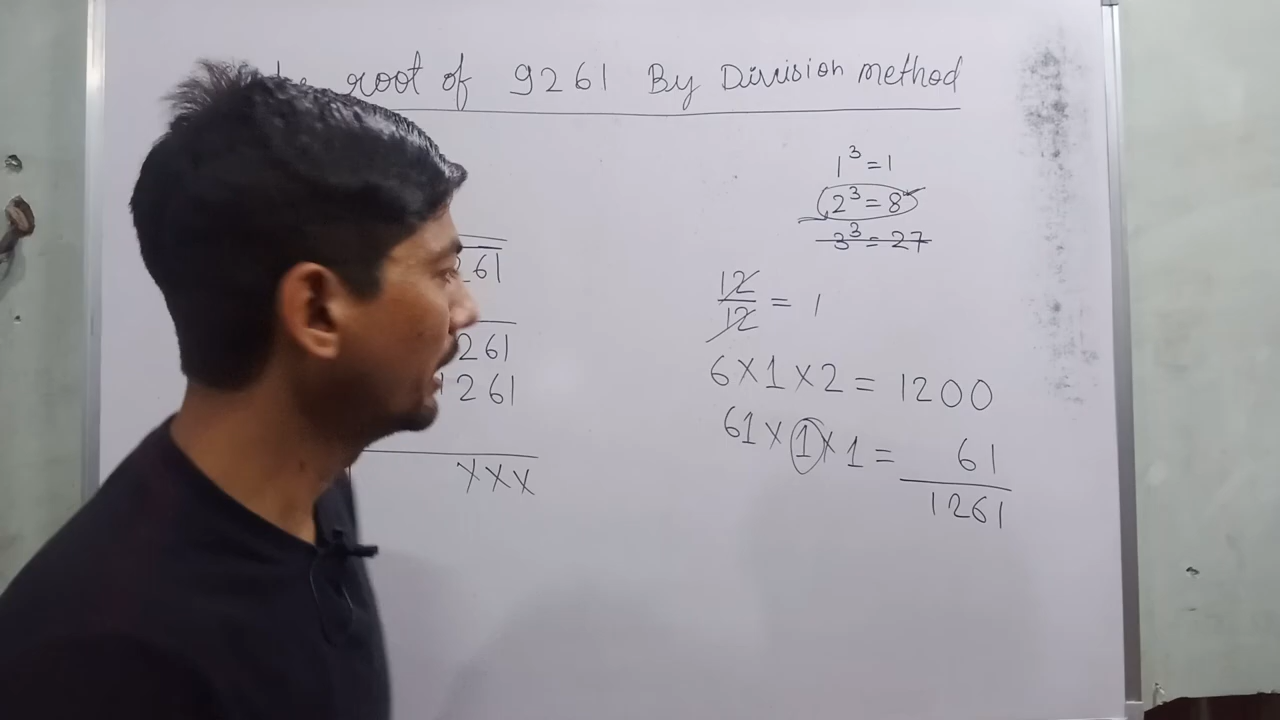 root of 9261 By Division method
1³ = 1
2³ = 8
3³ = 27
261
12/12 = 1
261
1261
6×1×2 = 1200
61×1×1 = 61
1261
XXX